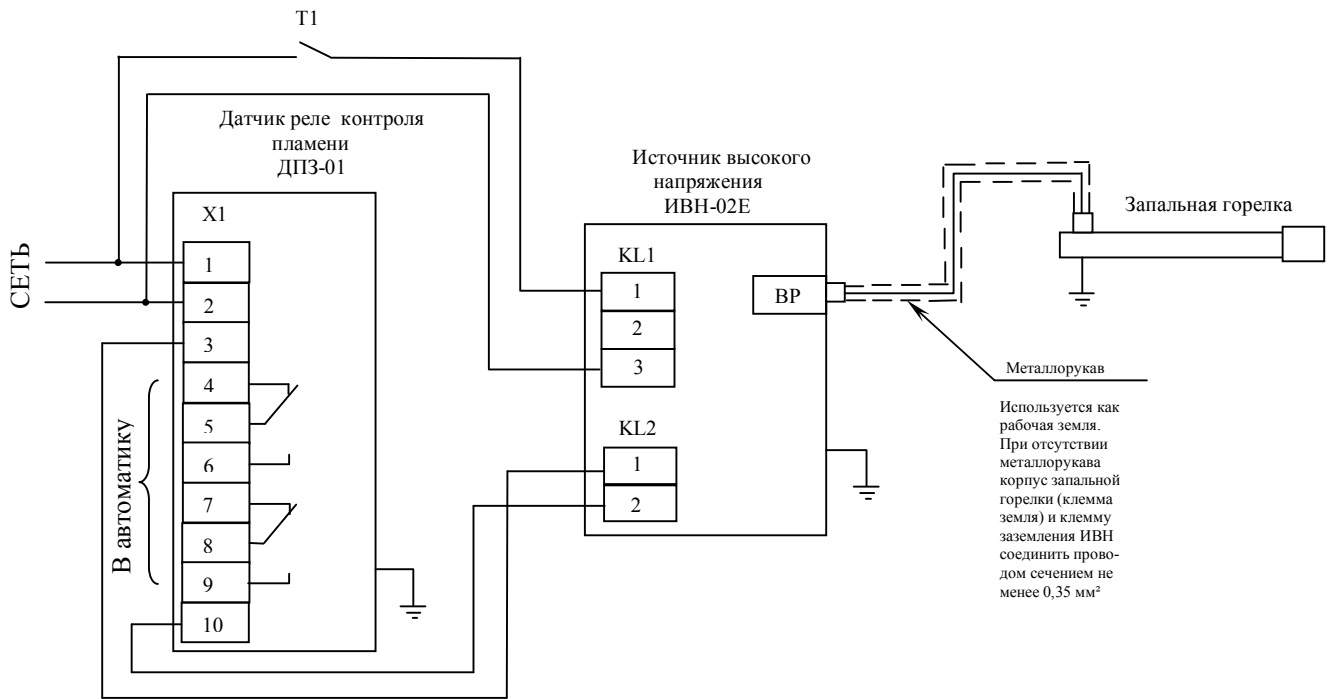 T1
Датчик реле контроля
пламени
ДПЗ-01
X1
СЕТЬ
1
2
3
4
5
6
7
8
9
10
В автоматику
Источник высокого
напряжения
ИВН-02Е
KL1
1
2
3
ВР
KL2
1
2
Запальная горелка
Металлорукав
Используется как
рабочая земля.
При отсутствии
металлорукава
корпус запальной
горелки (клемма
земля) и клемму
заземления ИВН
соединить прово-
дом сечением не
менее 0,35 мм²